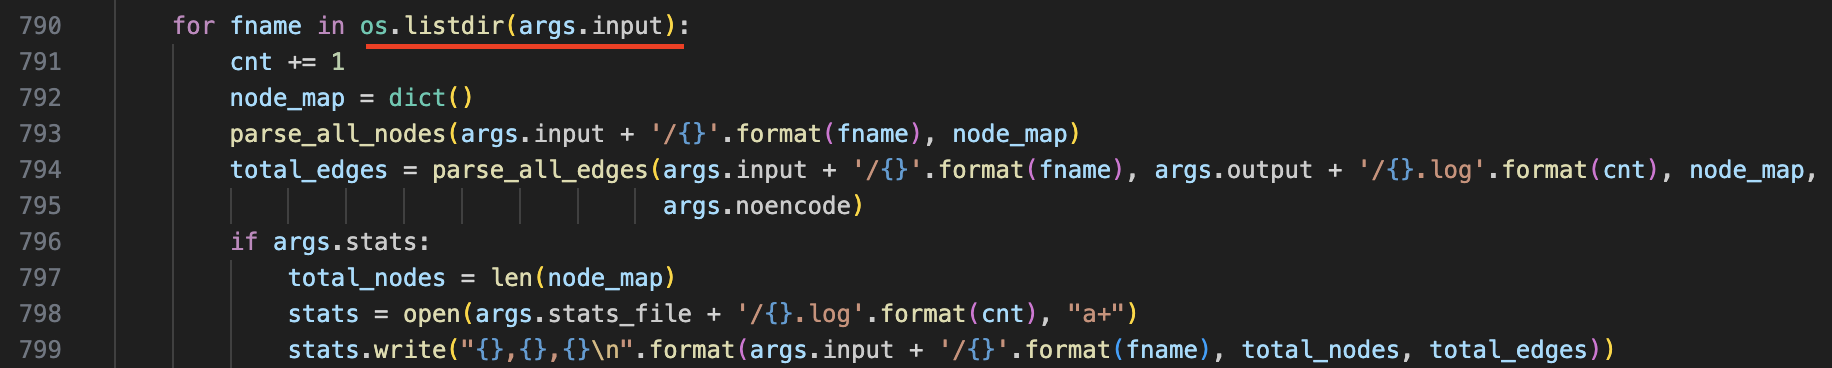 790 for fname in os.listdir(args.input):
791 cnt += 1
792 node_map = dict()
793 parse_all_nodes(args.input + '/{}'.format(fname), node_map)
794 total_edges = parse_all_edges(args.input + '/{}'.format(fname), args.output + '/{}.log'.format(cnt), node_map,
795 args.noencode)
796 if args.stats:
797 total_nodes = len(node_map)
798 stats = open(args.stats_file + '/{}.log'.format(cnt), "a+")
799 stats.write("{},{},{}\n".format(args.input + '/{}'.format(fname), total_nodes, total_edges))